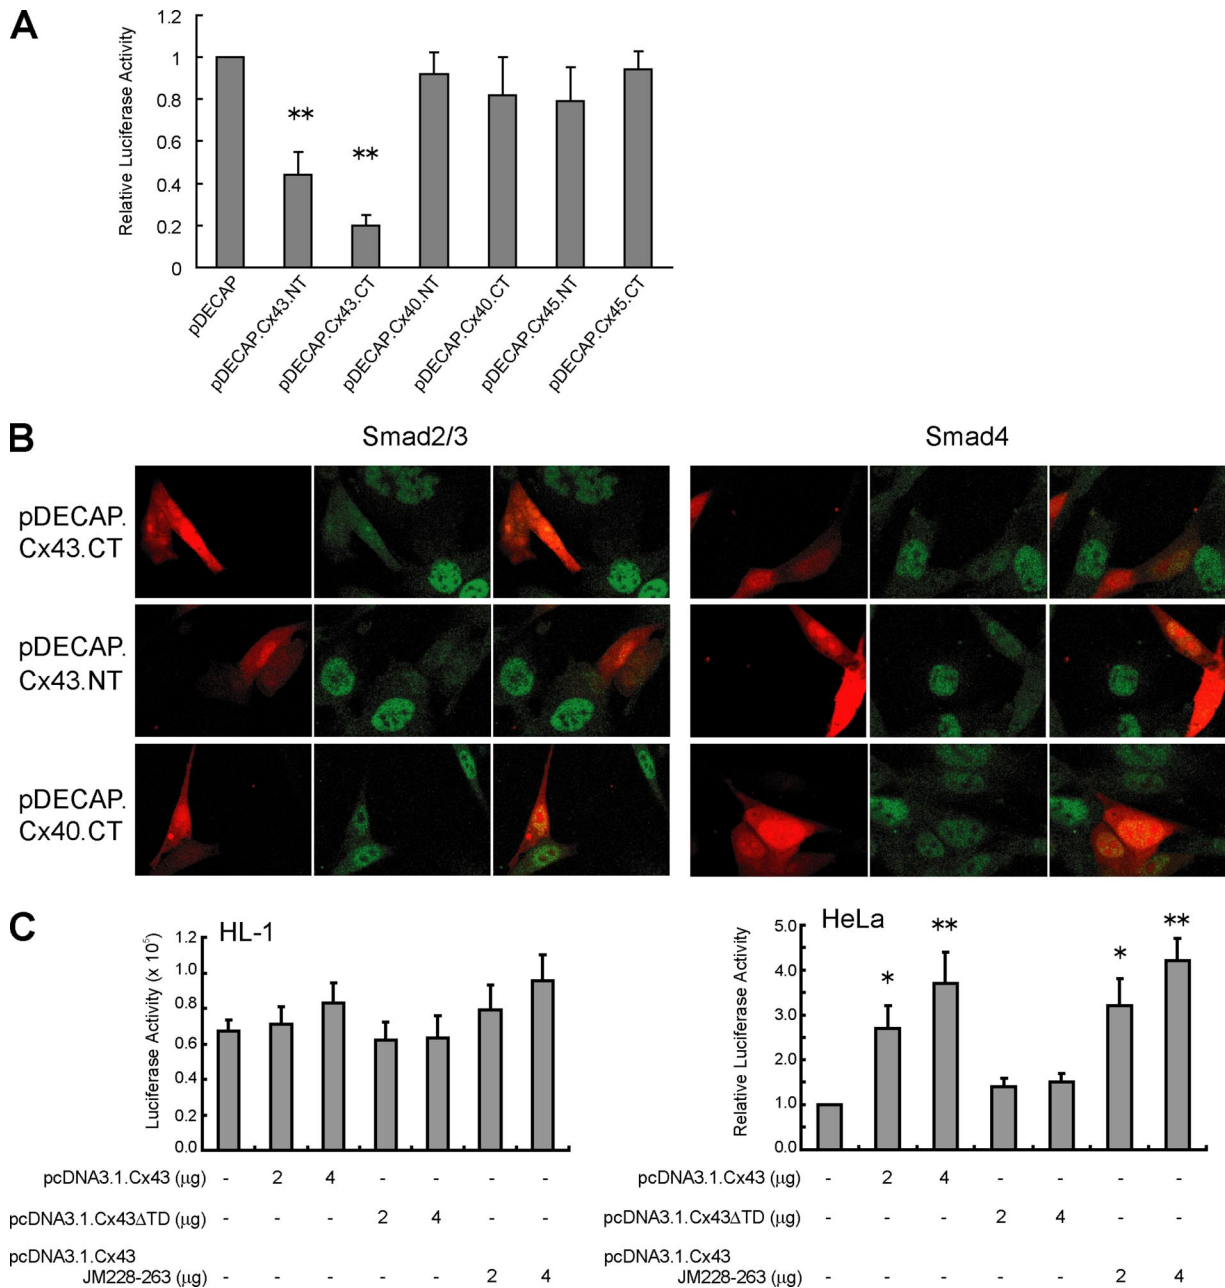 A
Relative Luciferase Activity
1.2
1
0.8
0.6
0.4
0.2
0
**
**
pDECAP
pDECAP.Cx43.NT
pDECAP.Cx43.CT
pDECAP.Cx40.NT
pDECAP.Cx40.CT
pDECAP.Cx45.NT
pDECAP.Cx45.CT
B
Smad2/3
Smad4
pDECAP.
Cx43.CT
pDECAP.
Cx43.NT
pDECAP.
Cx40.CT
C
HL-1
Luciferase Activity (x 10⁵)
1.2
1.0
0.8
0.6
0.4
0.2
0.0
pcDNA3.1.Cx43 (µg) - 2 4 - - - -
pcDNA3.1.Cx43ΔTD (µg) - - - 2 4 - -
pcDNA3.1.Cx43
JM228-263 (µg) - - - - - 2 4
HeLa
Relative Luciferase Activity
5.0
4.0
3.0
2.0
1.0
0.0
*
**
*
**
pcDNA3.1.Cx43 (µg) - 2 4 - - - -
pcDNA3.1.Cx43ΔTD (µg) - - - 2 4 - -
pcDNA3.1.Cx43
JM228-263 (µg) - - - - - 2 4